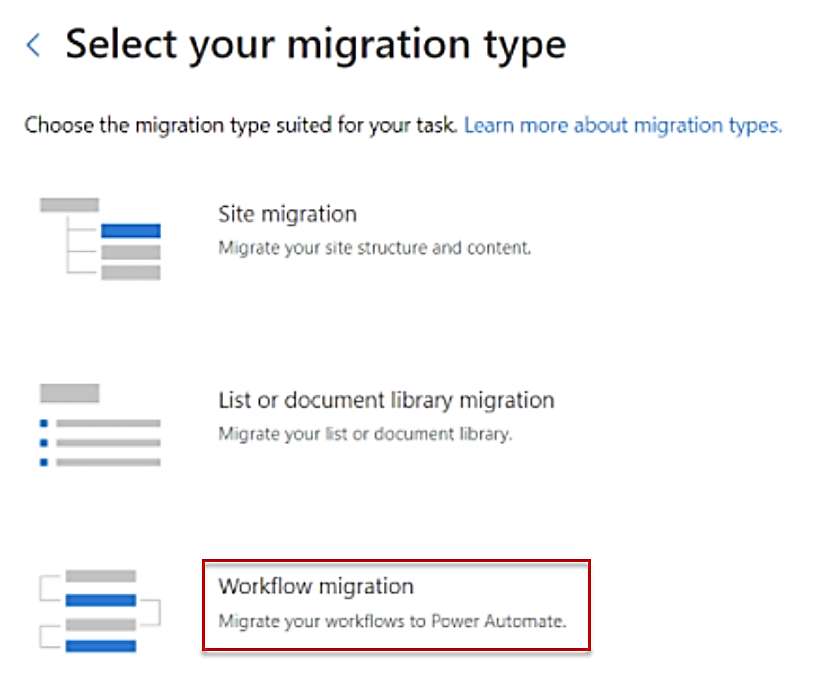 Select your migration type
Choose the migration type suited for your task. Learn more about migration types.
Site migration
Migrate your site structure and content.
List or document library migration
Migrate your list or document library.
Workflow migration
Migrate your workflows to Power Automate.